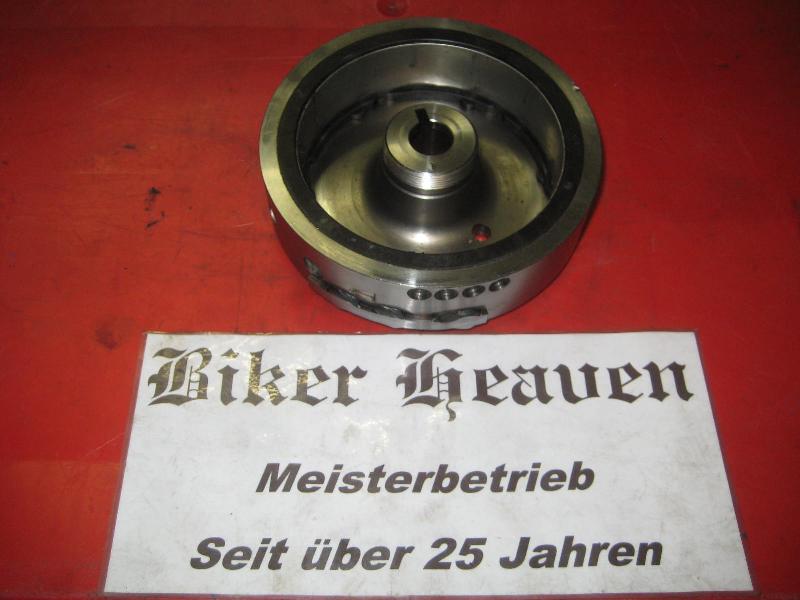 Biker Heaven
Meisterbetrieb
Seit über 25 Jahren